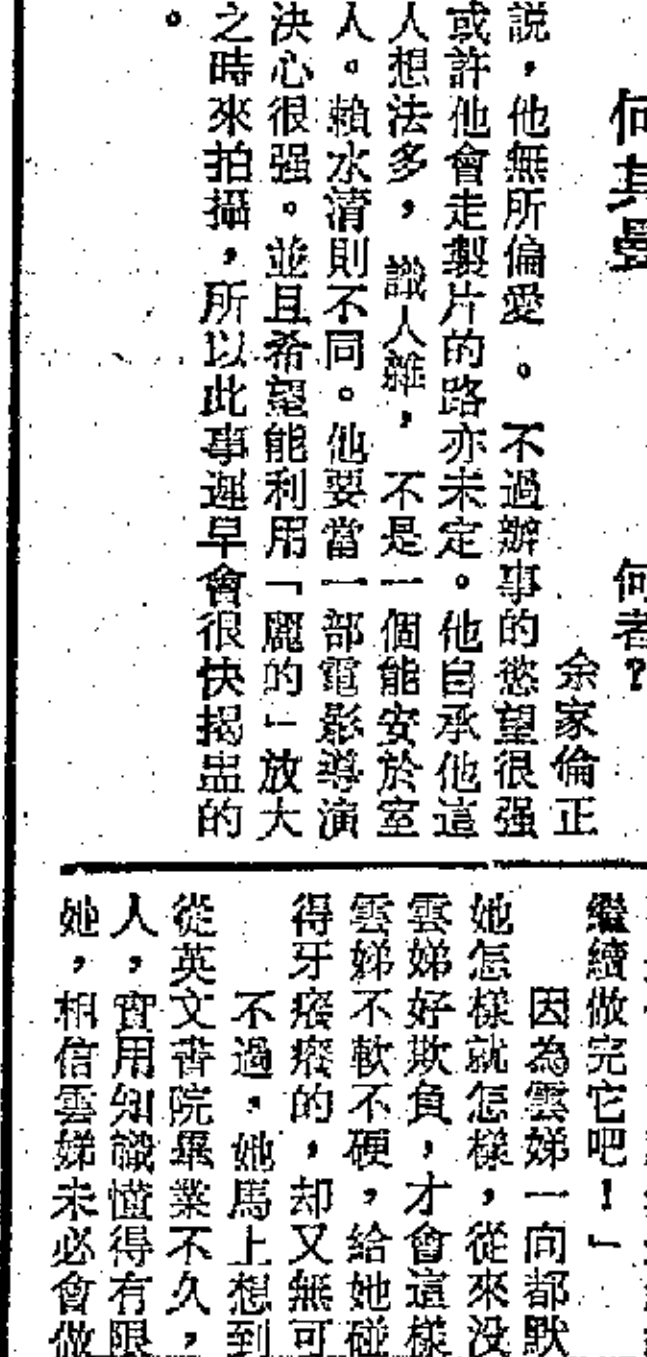 何其
何者?
余家倫正
説,他無所偏愛。不過辦事的慾望很强
或許他會走製片的路亦未定。他自承他這
人想法多,識人雜,不是一個能安於室
人。賴水清則不同。他要當一部電影導演
決心很强。並且希望能利用「麗的」放大
之時來拍攝,所以此事遲早會很快揭盅的
。
繼續做完它吧!」
因為雲娣一向都默
她怎樣就怎樣,從來没
雲娣好欺負,才會這樣
雲娣不軟不硬,給她碰
得牙癢癢的,却又無可
不過,她馬上想到
從英文書院畢業不久,
人,實用知識懂得有限
她,相信雲娣未必會做